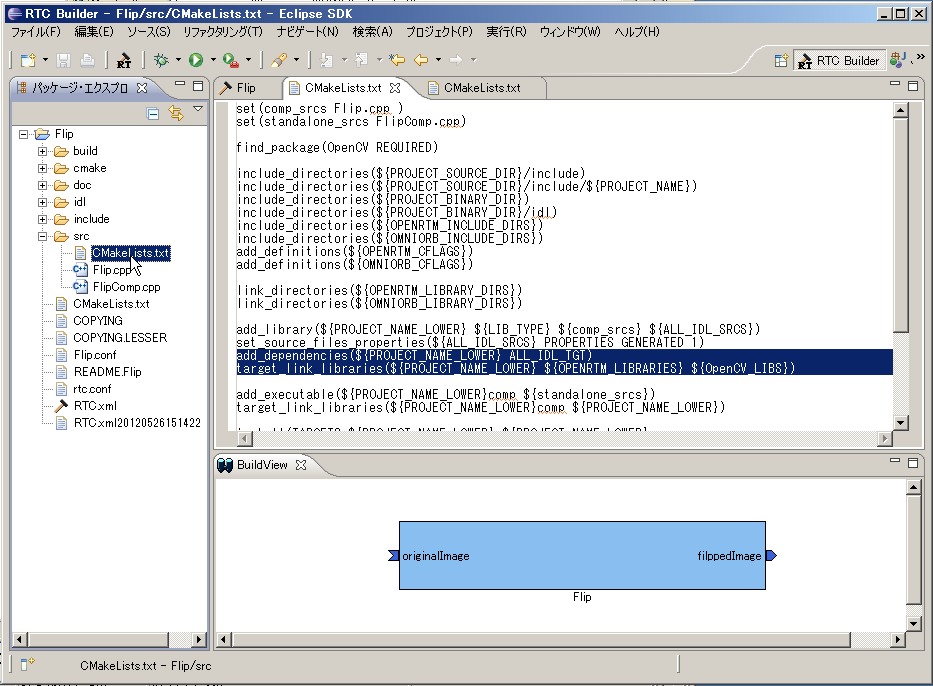 RTC Builder - Flip/src/CMakeLists.txt - Eclipse SDK
ファイル(F) 編集(E) ソース(S) リファクタリング(T) ナビゲート(N) 検索(A) プロジェクト(P) 実行(R) ウィンドウ(W) ヘルプ(H)
RT RT RTC Builder
パッケージ・エクスプロ
Flip CMakeLists.txt CMakeLists.txt
Flip
build
cmake
doc
idl
include
src
CMakeLists.txt
Flip.cpp
FlipComp.cpp
CMakeLists.txt
COPYING
COPYING.LESSER
Flip.conf
README.Flip
rtc.conf
RTC.xml
RTC.xml20120526151422
set(comp_srcs Flip.cpp )
set(standalone_srcs FlipComp.cpp)
find_package(OpenCV REQUIRED)
include_directories(${PROJECT_SOURCE_DIR}/include)
include_directories(${PROJECT_SOURCE_DIR}/include/${PROJECT_NAME})
include_directories(${PROJECT_BINARY_DIR})
include_directories(${PROJECT_BINARY_DIR}/idl)
include_directories(${OPENRTM_INCLUDE_DIRS})
include_directories(${OMNIORB_INCLUDE_DIRS})
add_definitions(${OPENRTM_CFLAGS})
add_definitions(${OMNIORB_CFLAGS})
link_directories(${OPENRTM_LIBRARY_DIRS})
link_directories(${OMNIORB_LIBRARY_DIRS})
add_library(${PROJECT_NAME_LOWER} ${LIB_TYPE} ${comp_srcs} ${ALL_IDL_SRCS})
set_source_files_properties(${ALL_IDL_SRCS} PROPERTIES GENERATED 1)
add_dependencies(${PROJECT_NAME_LOWER} ALL_IDL_TGT)
target_link_libraries(${PROJECT_NAME_LOWER} ${OPENRTM_LIBRARIES} ${OpenCV_LIBS})
add_executable(${PROJECT_NAME_LOWER}comp ${standalone_srcs})
target_link_libraries(${PROJECT_NAME_LOWER}comp ${PROJECT_NAME_LOWER})
BuildView
originalImage
filppedImage
Flip
CMakeLists.txt - Flip/src